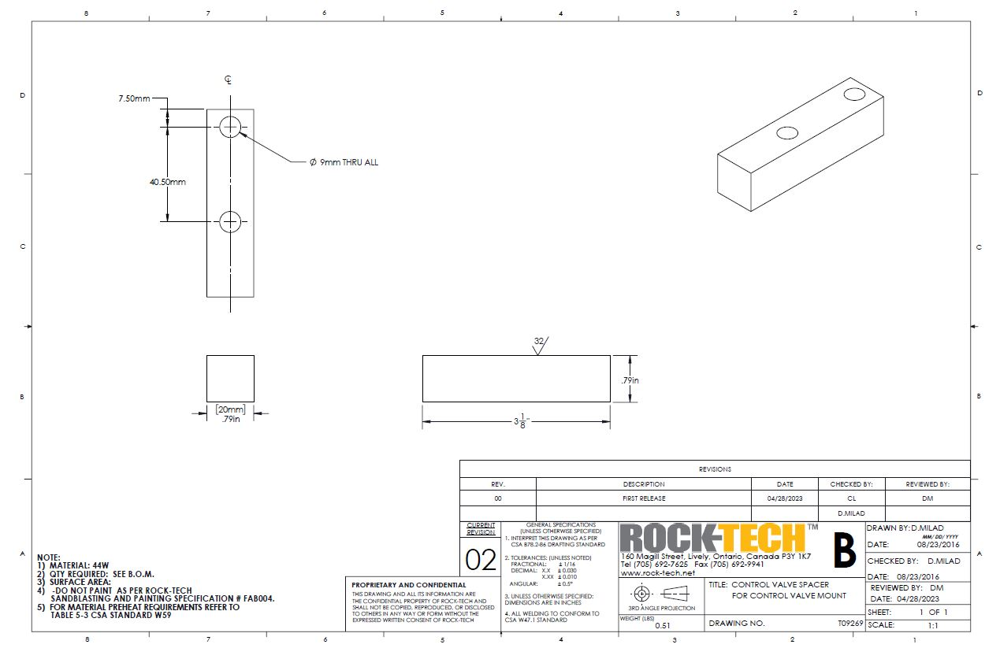 8 7 6 5 4 3 2 1
D
C
B
A
D
C
B
A
℄
7.50mm
40.50mm
Ø 9mm THRU ALL
32
.79in
[20mm]
.79in
3 1/8"
REVISIONS
REV. DESCRIPTION DATE CHECKED BY: REVIEWED BY:
00 FIRST RELEASE 04/28/2023 CL DM
D.MILAD
CURRENT
REVISION
02
GENERAL SPECIFICATIONS
(UNLESS OTHERWISE SPECIFIED)
1. INTERPRET THIS DRAWING AS PER
CSA B78.2-86 DRAFTING STANDARD
2. TOLERANCES: (UNLESS NOTED)
FRACTIONAL: ± 1/16
DECIMAL: X.X ± 0.030
X.XX ± 0.010
ANGULAR: ± 0.5°
3. UNLESS OTHERWISE SPECIFIED:
DIMENSIONS ARE IN INCHES
4. ALL WELDING TO CONFORM TO
CSA W47.1 STANDARD
ROCK-TECH™
160 Magill Street, Lively, Ontario, Canada P3Y 1K7
Tel (705) 692-7625 Fax (705) 692-9941
www.rock-tech.net
B
DRAWN BY: D.MILAD
MM/ DD/ YYYY
DATE: 08/23/2016
CHECKED BY: D.MILAD
DATE: 08/23/2016
REVIEWED BY: DM
DATE: 04/28/2023
SHEET: 1 OF 1
SCALE: 1:1
3RD ANGLE PROJECTION
WEIGHT (LBS)
0.51
TITLE: CONTROL VALVE SPACER
FOR CONTROL VALVE MOUNT
DRAWING NO. T09269
PROPRIETARY AND CONFIDENTIAL
THIS DRAWING AND ALL ITS INFORMATION ARE
THE CONFIDENTIAL PROPERTY OF ROCK-TECH AND
SHALL NOT BE COPIED, REPRODUCED, OR DISCLOSED
TO OTHERS IN ANY WAY OR FORM WITHOUT THE
EXPRESSED WRITTEN CONSENT OF ROCK-TECH
NOTE:
1) MATERIAL: 44W
2) QTY REQUIRED: SEE B.O.M.
3) SURFACE AREA:
4) -DO NOT PAINT AS PER ROCK-TECH
SANDBLASTING AND PAINTING SPECIFICATION # FAB004.
5) FOR MATERIAL PREHEAT REQUIREMENTS REFER TO
TABLE 5-3 CSA STANDARD W59
8 7 6 5 4 3 2 1